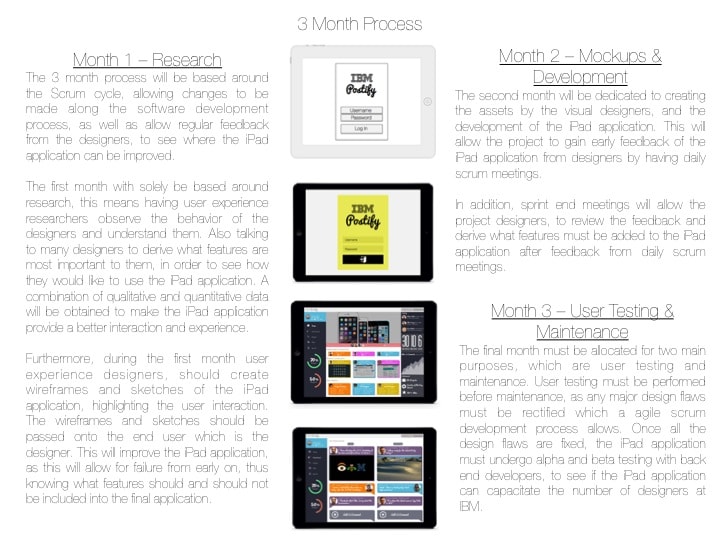 3 Month Process
Month 1 – Research
The 3 month process will be based around
the Scrum cycle, allowing changes to be
made along the software development
process, as well as allow regular feedback
from the designers, to see where the iPad
application can be improved.
The first month with solely be based around
research, this means having user experience
researchers observe the behavior of the
designers and understand them. Also talking
to many designers to derive what features are
most important to them, in order to see how
they would like to use the iPad application. A
combination of qualitative and quantitative data
will be obtained to make the iPad application
provide a better interaction and experience.
Furthermore, during the first month user
experience designers, should create
wireframes and sketches of the iPad
application, highlighting the user interaction.
The wireframes and sketches should be
passed onto the end user which is the
designer. This will improve the iPad application,
as this will allow for failure from early on, thus
knowing what features should and should not
be included into the final application.
IBM
Postify
Username
Password
Log In
IBM
Postify
Username
Password
Month 2 – Mockups &
Development
The second month will be dedicated to creating
the assets by the visual designers, and the
development of the iPad application. This will
allow the project to gain early feedback of the
iPad application from designers by having daily
scrum meetings.
In addition, sprint end meetings will allow the
project designers, to review the feedback and
derive what features must be added to the iPad
application after feedback from daily scrum
meetings.
Month 3 – User Testing &
Maintenance
The final month must be allocated for two main
purposes, which are user testing and
maintenance. User testing must be performed
before maintenance, as any major design flaws
must be rectified which a agile scrum
development process allows. Once all the
design flaws are fixed, the iPad application
must undergo alpha and beta testing with back
end developers, to see if the iPad application
can capacitate the number of designers at
IBM.